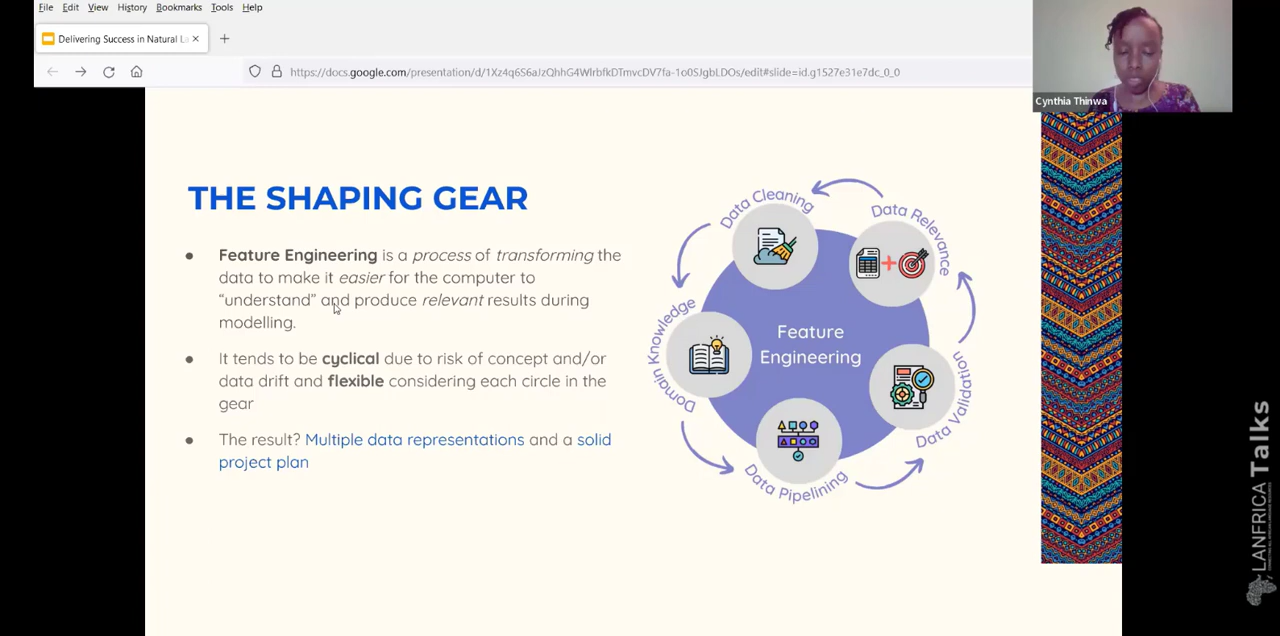 File Edit View History Bookmarks Tools Help
Delivering Success in Natural L
https://docs.google.com/presentation/d/1Xz4q6S6aJzQhhG4WlrbfkDTmvcDV7fa-1o0SJgbLDOs/edit#slide=id.g1527e31e7dc_0_0
Cynthia Thinwa
THE SHAPING GEAR
● Feature Engineering is a process of transforming the
data to make it easier for the computer to
“understand” and produce relevant results during
modelling.
● It tends to be cyclical due to risk of concept and/or
data drift and flexible considering each circle in the
gear
● The result? Multiple data representations and a solid
project plan
Data Cleaning
Data Relevance
Domain Knowledge
Feature
Engineering
Data Validation
Data Pipelining
LANFRICA Talks